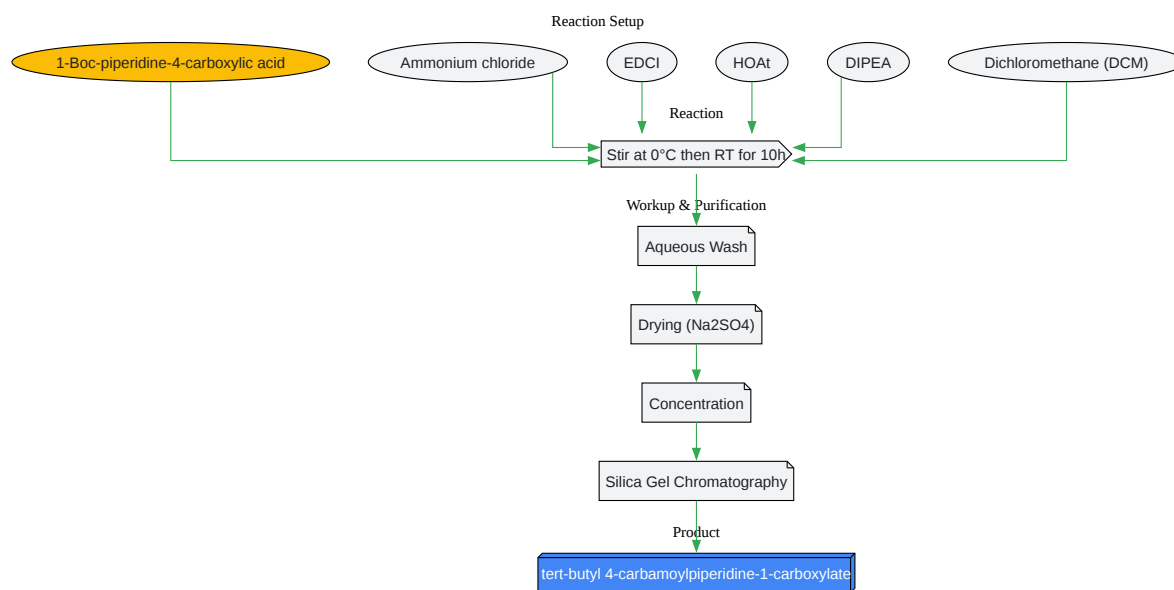 Reaction Setup
1-Boc-piperidine-4-carboxylic acid
Ammonium chloride
EDCI
HOAt
DIPEA
Dichloromethane (DCM)
Reaction
Stir at 0°C then RT for 10h
Workup & Purification
Aqueous Wash
Drying (Na2SO4)
Concentration
Silica Gel Chromatography
Product
tert-butyl 4-carbamoylpiperidine-1-carboxylate